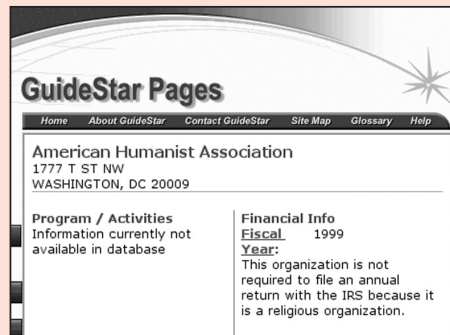 GuideStar Pages
Home About GuideStar Contact GuideStar Site Map Glossary Help
American Humanist Association
1777 T ST NW
WASHINGTON, DC 20009
Program / Activities
Information currently not
available in database
Financial Info
Fiscal 1999
Year:
This organization is not
required to file an annual
return with the IRS because it
is a religious organization.